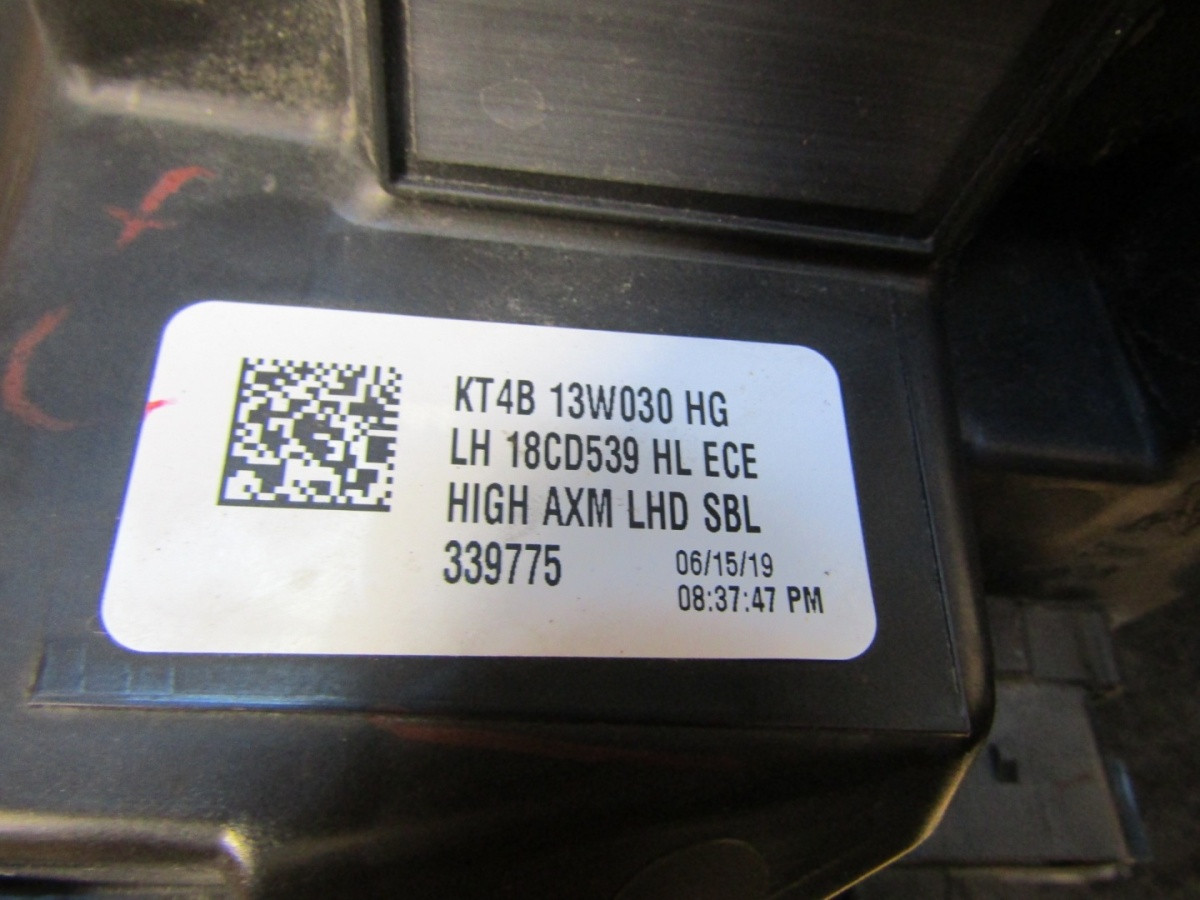 KT4B 13W030 HG
LH 18CD539 HL ECE
HIGH AXM LHD SBL
339775 06/15/19
08:37:47 PM